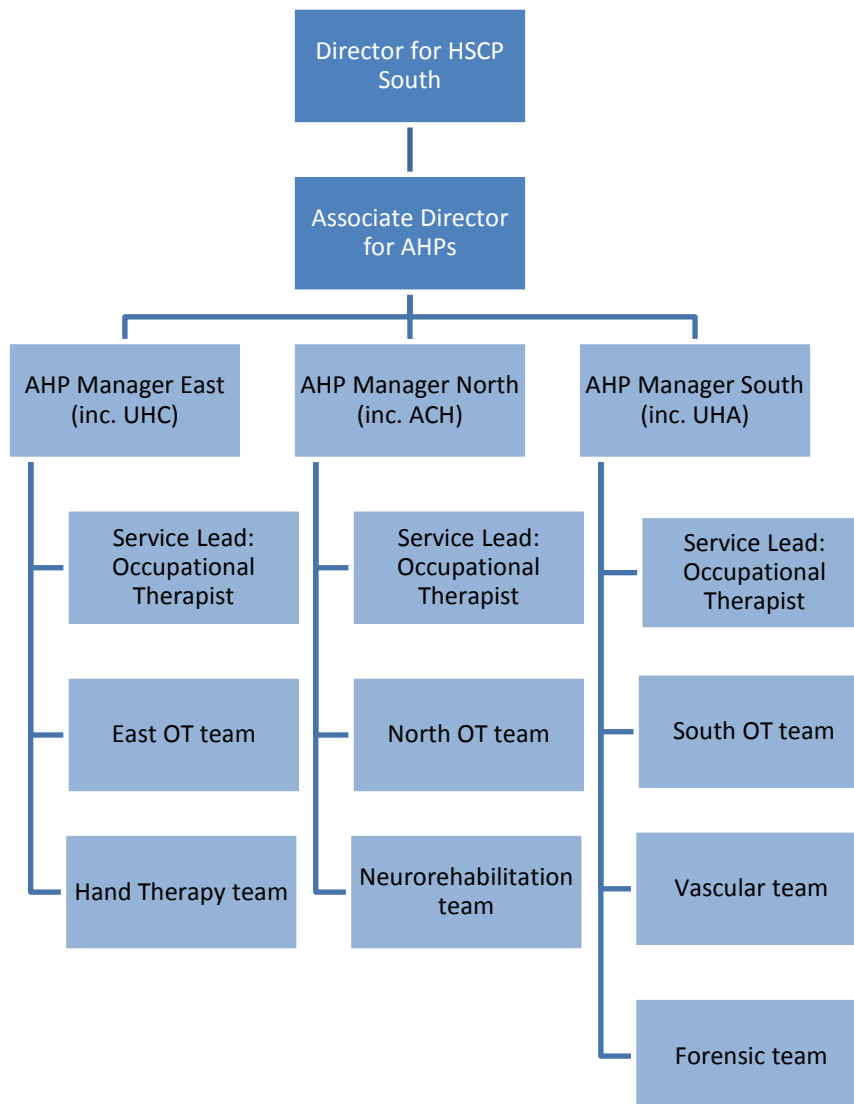 Director for HSCP
South
Associate Director
for AHPs
AHP Manager East
(inc. UHC)
AHP Manager North
(inc. ACH)
AHP Manager South
(inc. UHA)
Service Lead:
Occupational
Therapist
Service Lead:
Occupational
Therapist
Service Lead:
Occupational
Therapist
East OT team
North OT team
South OT team
Hand Therapy team
Neurorehabilitation
team
Vascular team
Forensic team